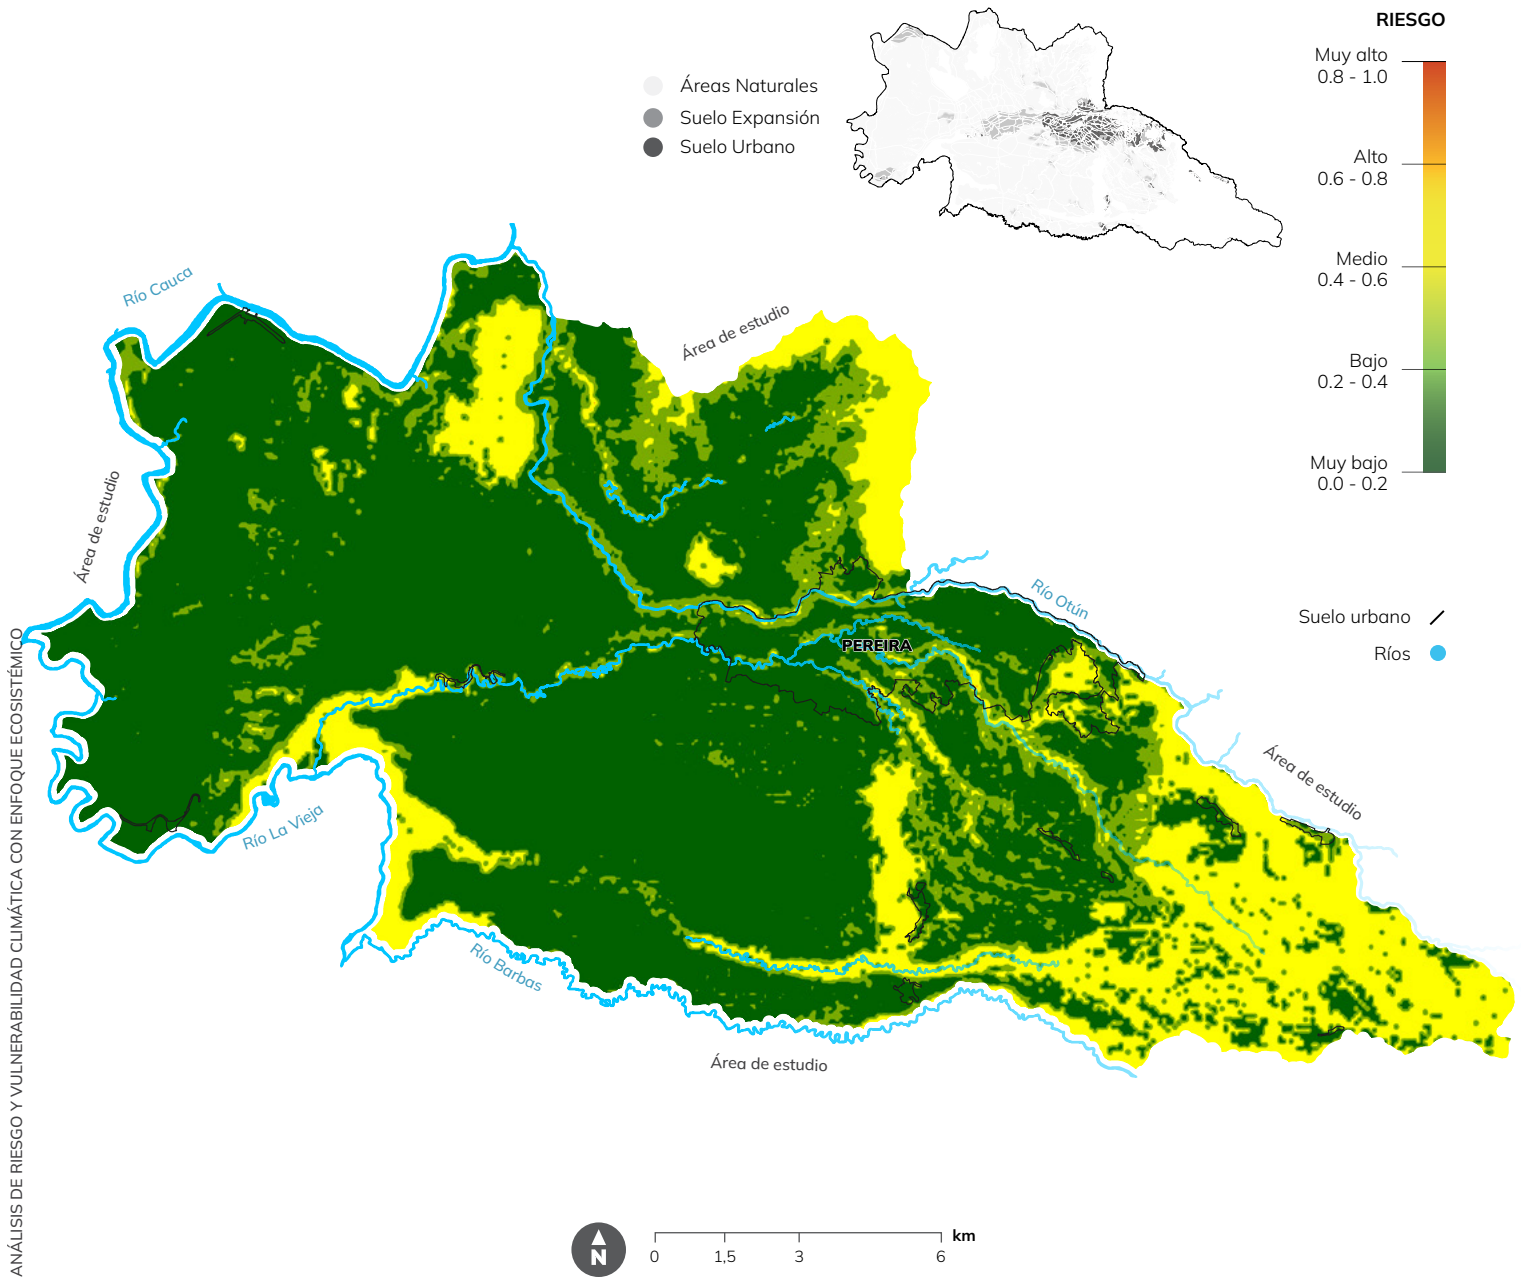 RIESGO
Muy alto
0.8 - 1.0
Alto
0.6 - 0.8
Medio
0.4 - 0.6
Bajo
0.2 - 0.4
Muy bajo
0.0 - 0.2
Áreas Naturales
Suelo Expansión
Suelo Urbano
Río Cauca
Área de estudio
Área de estudio
Río Otún
Suelo urbano
Ríos
PEREIRA
Área de estudio
Río La Vieja
Río Barbas
Área de estudio
ANÁLISIS DE RIESGO Y VULNERABILIDAD CLIMÁTICA CON ENFOQUE ECOSISTÉMICO
N
km
0 1,5 3 6